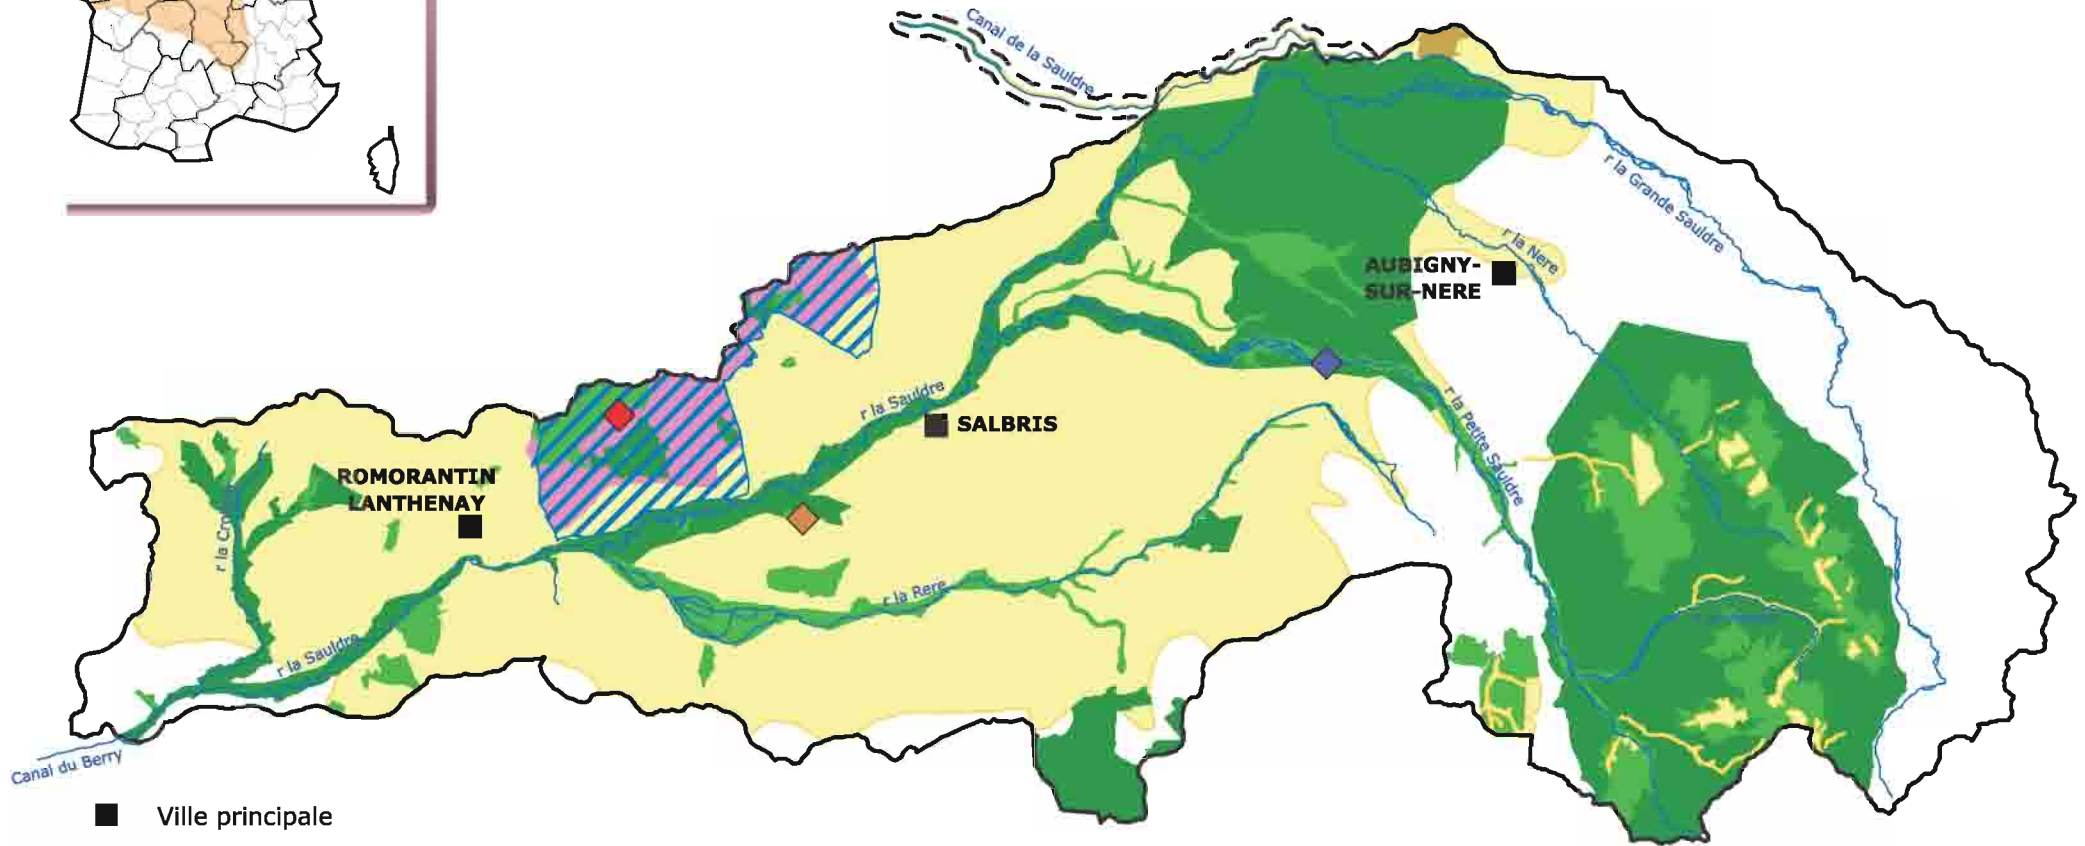 Canal de la Sauldre
r la Grande Sauldre
r la Nere
AUBIGNY-
SUR-NERE
r la Sauldre
SALBRIS
r la Petite Sauldre
ROMORANTIN
LANTHENAY
r la
r la Rere
r la Sauldre
Canal du Berry
Ville principale